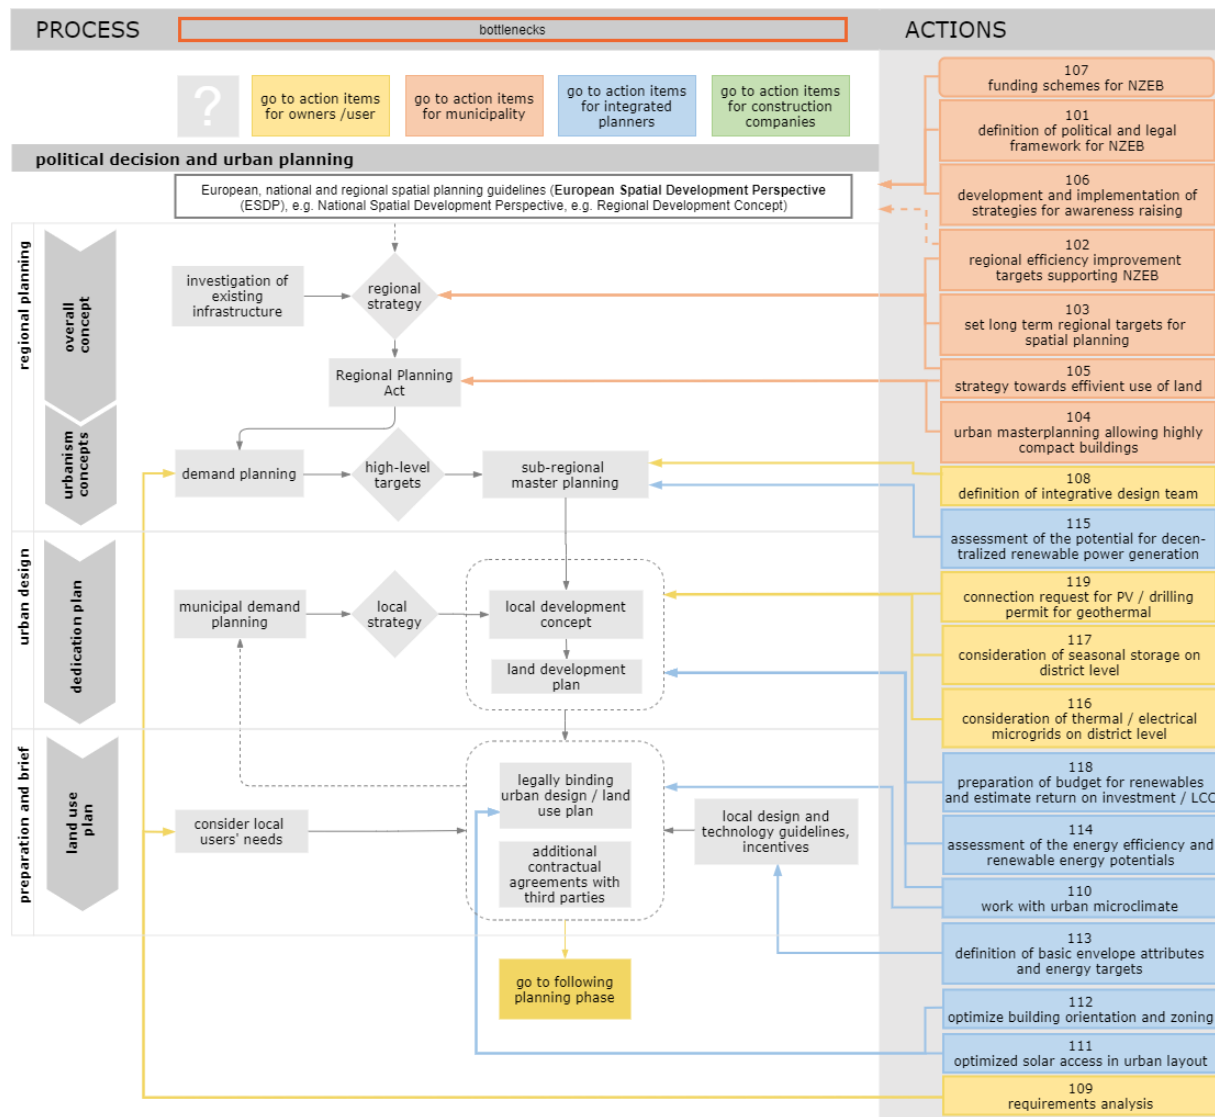 PROCESS
bottlenecks
ACTIONS
?
go to action items
for owners /user
go to action items
for municipality
go to action items
for integrated
planners
go to action items
for construction
companies
political decision and urban planning
European, national and regional spatial planning guidelines (European Spatial Development Perspective
(ESDP), e.g. National Spatial Development Perspective, e.g. Regional Development Concept)
regional planning
overall
concept
investigation of
existing
infrastructure
regional
strategy
Regional Planning
Act
urbanism
concepts
demand planning
high-level
targets
sub-regional
master planning
urban design
dedication plan
municipal demand
planning
local
strategy
local development
concept
land development
plan
preparation and brief
land use
plan
consider local
users' needs
legally binding
urban design / land
use plan
additional
contractual
agreements with
third parties
local design and
technology guidelines,
incentives
go to following
planning phase
107
funding schemes for NZEB
101
definition of political and legal
framework for NZEB
106
development and implementation of
strategies for awareness raising
102
regional efficiency improvement
targets supporting NZEB
103
set long term regional targets for
spatial planning
105
strategy towards effivient use of land
104
urban masterplanning allowing highly
compact buildings
108
definition of integrative design team
115
assessment of the potential for decen-
tralized renewable power generation
119
connection request for PV / drilling
permit for geothermal
117
consideration of seasonal storage on
district level
116
consideration of thermal / electrical
microgrids on district level
118
preparation of budget for renewables
and estimate return on investment / LCC
114
assessment of the energy efficiency and
renewable energy potentials
110
work with urban microclimate
113
definition of basic envelope attributes
and energy targets
112
optimize building orientation and zoning
111
optimized solar access in urban layout
109
requirements analysis